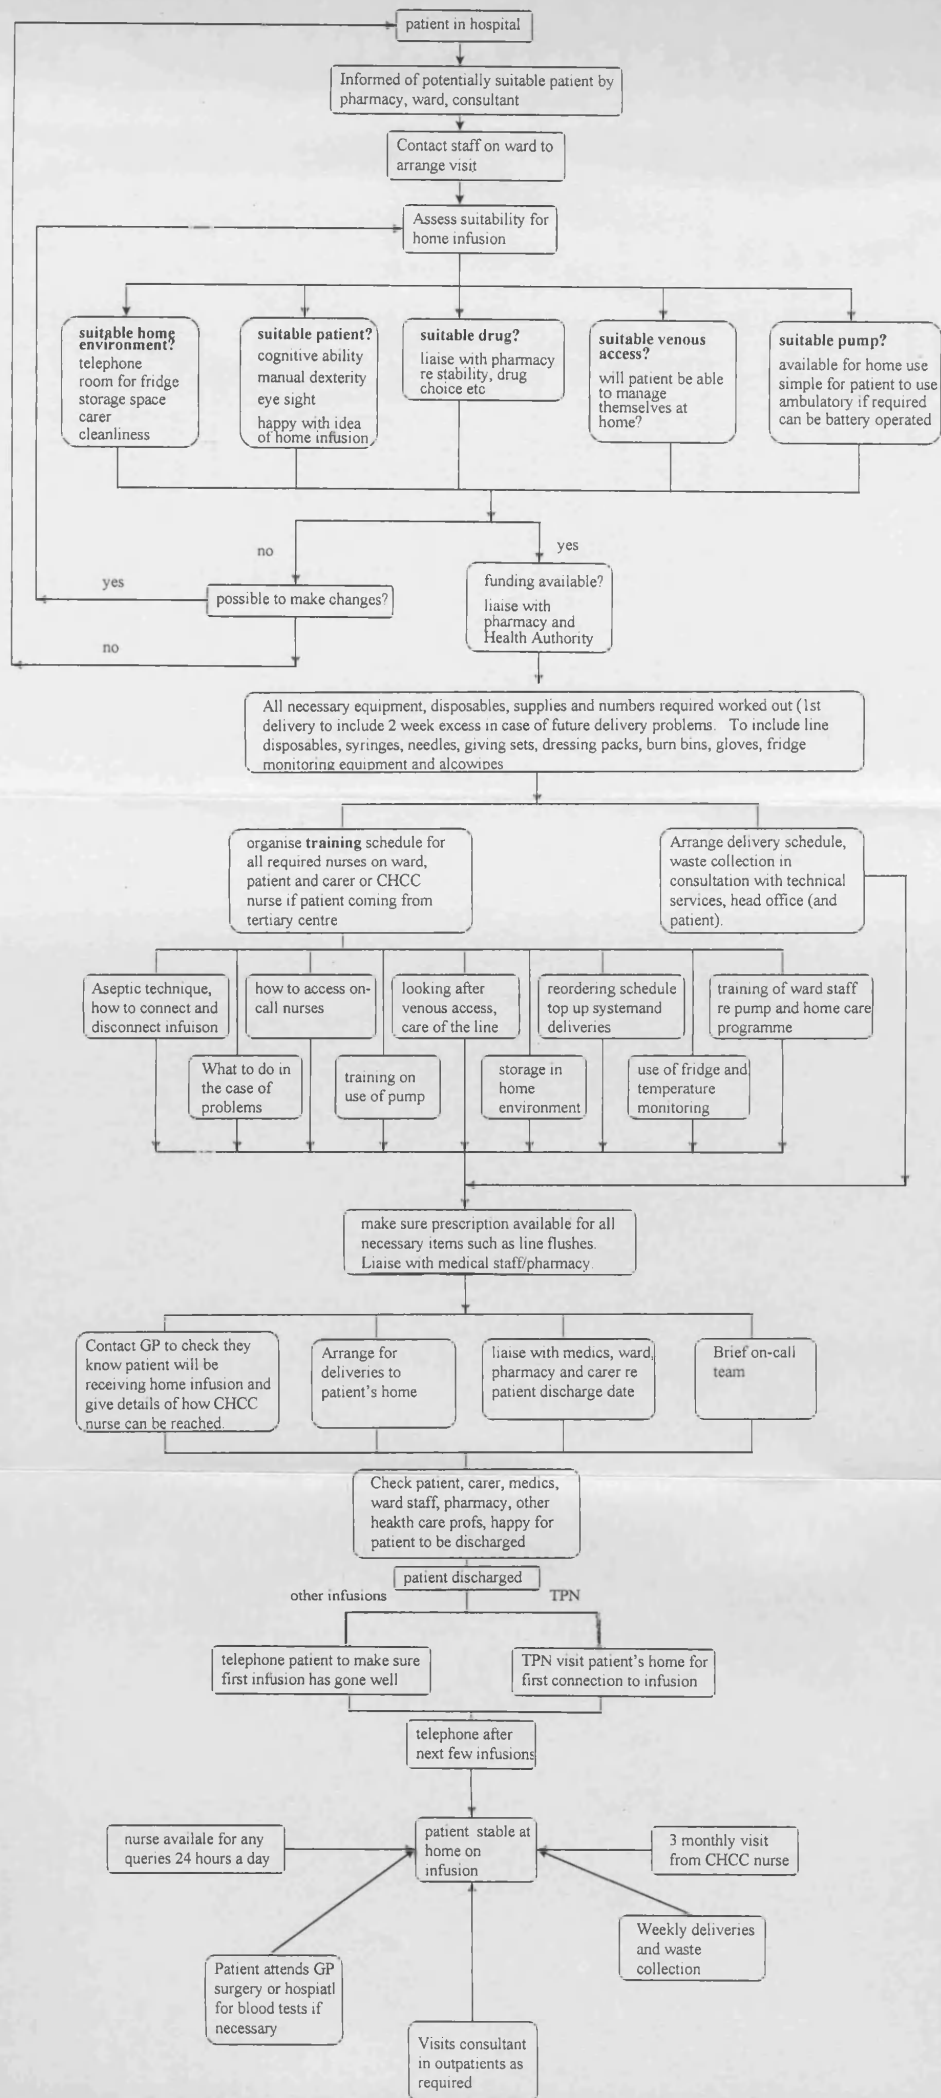 patient in hospital
Informed of potentially suitable patient by
pharmacy, ward, consultant
Contact staff on ward to
arrange visit
Assess suitability for
home infusion
suitable home
environment?
telephone
room for fridge
storage space
carer
cleanliness
suitable patient?
cognitive ability
manual dexterity
eye sight
happy with idea
of home infusion
suitable drug?
liaise with pharmacy
re stability, drug
choice etc
suitable venous
access?
will patient be able
to manage
themselves at
home?
suitable pump?
available for home use
simple for patient to use
ambulatory if required
can be battery operated
no
yes
yes
possible to make changes?
no
funding available?
liaise with
pharmacy and
Health Authority
All necessary equipment, disposables, supplies and numbers required worked out (1st
delivery to include 2 week excess in case of future delivery problems. To include line
disposables, syringes, needles, giving sets, dressing packs, burn bins, gloves, fridge
monitoring equipment and alcowipes
organise training schedule for
all required nurses on ward,
patient and carer or CHCC
nurse if patient coming from
tertiary centre
Arrange delivery schedule,
waste collection in
consultation with technical
services, head office (and
patient).
Aseptic technique,
how to connect and
disconnect infuison
how to access on-
call nurses
looking after
venous access,
care of the line
reordering schedule
top up systemand
deliveries
training of ward staff
re pump and home care
programme
What to do in
the case of
problems
training on
use of pump
storage in
home
environment
use of fridge and
temperature
monitoring
make sure prescription available for all
necessary items such as line flushes.
Liaise with medical staff/pharmacy.
Contact GP to check they
know patient will be
receiving home infusion and
give details of how CHCC
nurse can be reached.
Arrange for
deliveries to
patient's home
liaise with medics, ward,
pharmacy and carer re
patient discharge date
Brief on-call
team
Check patient, carer, medics,
ward staff, pharmacy, other
heakth care profs, happy for
patient to be discharged
patient discharged
other infusions
TPN
telephone patient to make sure
first infusion has gone well
TPN visit patient's home for
first connection to infusion
telephone after
next few infusions
nurse availale for any
queries 24 hours a day
patient stable at
home on
infusion
3 monthly visit
from CHCC nurse
Patient attends GP
surgery or hospiatl
for blood tests if
necessary
Weekly deliveries
and waste
collection
Visits consultant
in outpatients as
required